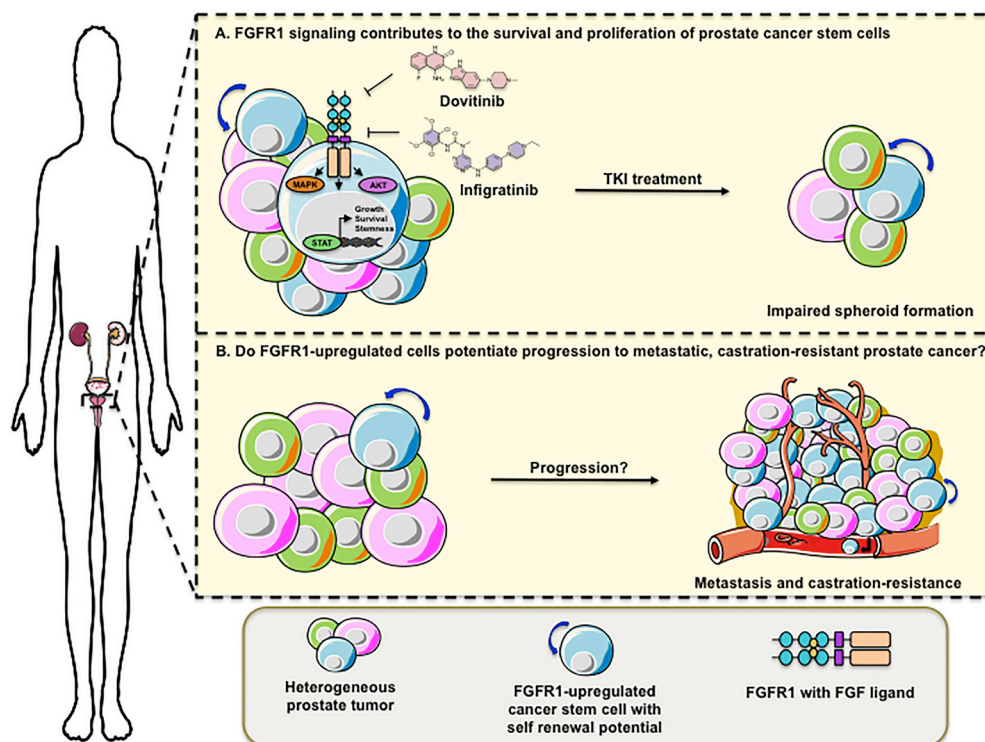 A. FGFR1 signaling contributes to the survival and proliferation of prostate cancer stem cells
Dovitinib
Infigratinib
MAPK
AKT
Growth
Survival
Stemness
STAT
TKI treatment
Impaired spheroid formation
B. Do FGFR1-upregulated cells potentiate progression to metastatic, castration-resistant prostate cancer?
Progression?
Metastasis and castration-resistance
Heterogeneous
prostate tumor
FGFR1-upregulated
cancer stem cell with
self renewal potential
FGFR1 with FGF ligand